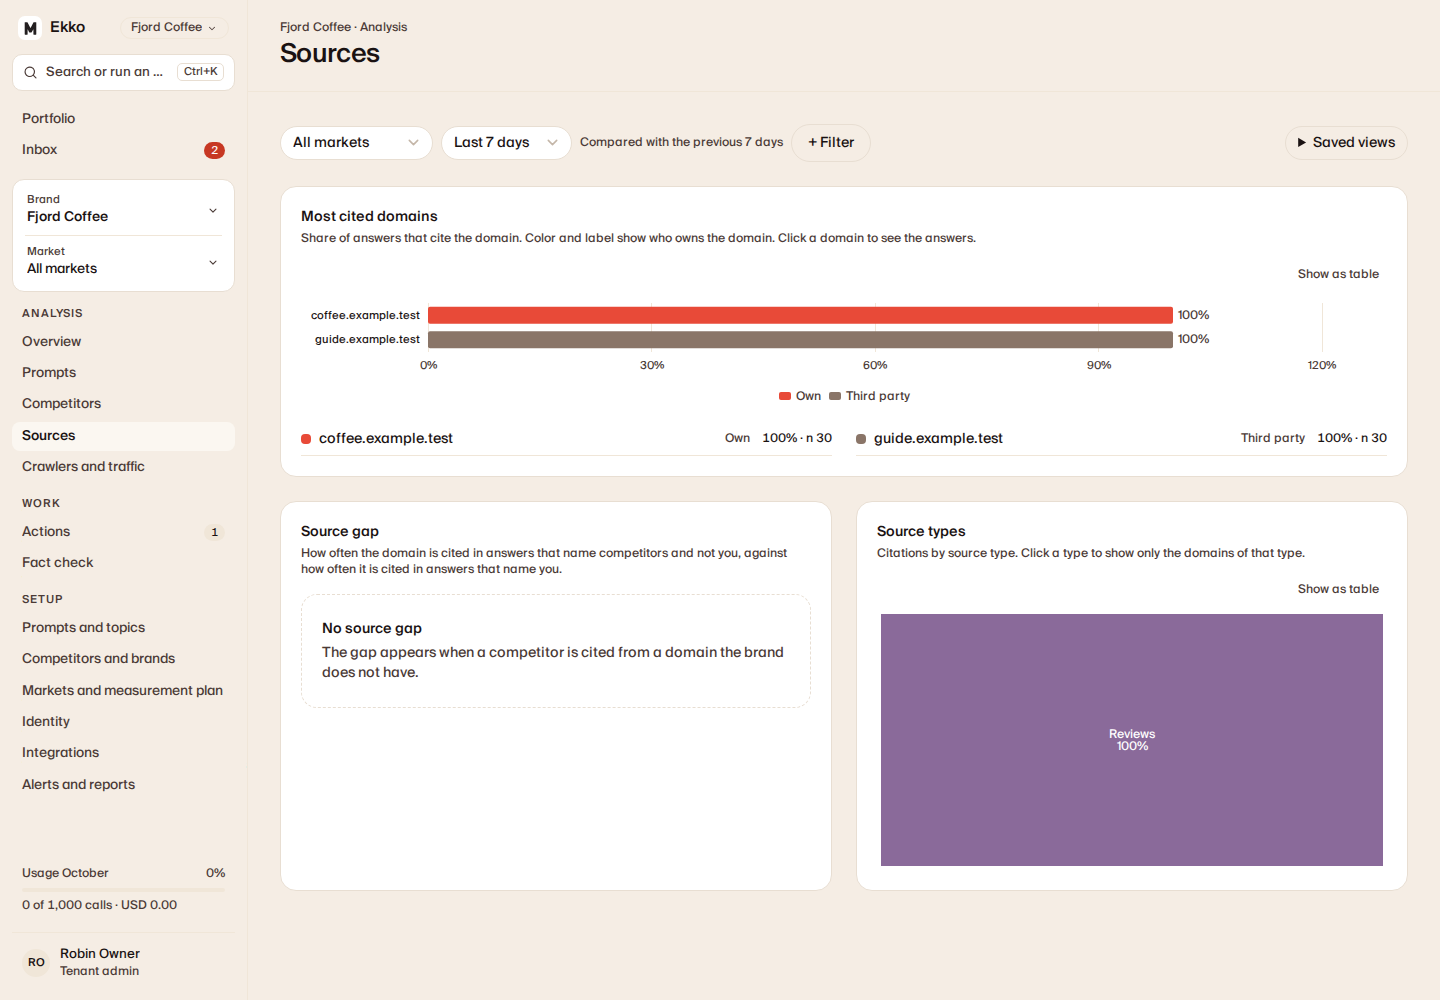 Ekko
Fjord Coffee
Search or run an ...
Ctrl+K
Portfolio
Inbox
2
Brand
Fjord Coffee
Market
All markets
ANALYSIS
Overview
Prompts
Competitors
Sources
Crawlers and traffic
WORK
Actions
1
Fact check
SETUP
Prompts and topics
Competitors and brands
Markets and measurement plan
Identity
Integrations
Alerts and reports
Usage October
0%
0 of 1,000 calls · USD 0.00
RO
Robin Owner
Tenant admin
Fjord Coffee · Analysis
Sources
All markets
Last 7 days
Compared with the previous 7 days
+ Filter
Saved views
Most cited domains
Share of answers that cite the domain. Color and label show who owns the domain. Click a domain to see the answers.
Show as table
coffee.example.test
100%
guide.example.test
100%
0%
30%
60%
90%
120%
Own
Third party
coffee.example.test
Own
100% · n 30
guide.example.test
Third party
100% · n 30
Source gap
How often the domain is cited in answers that name competitors and not you, against
how often it is cited in answers that name you.
No source gap
The gap appears when a competitor is cited from a domain the brand
does not have.
Source types
Citations by source type. Click a type to show only the domains of that type.
Show as table
Reviews
100%